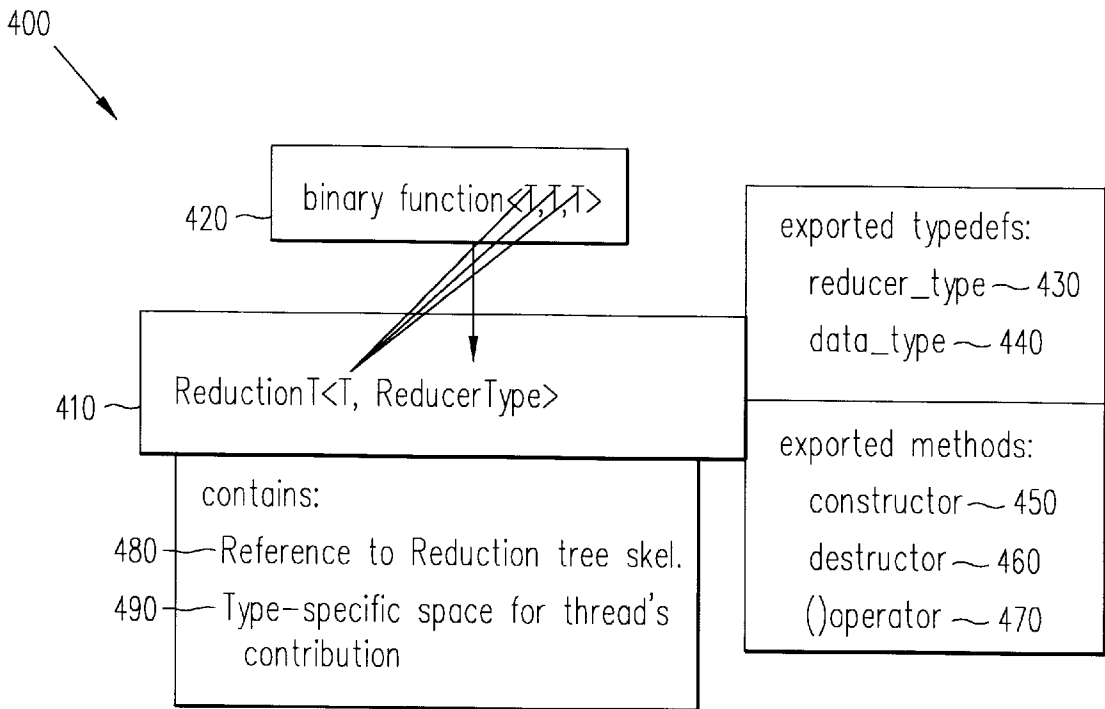 400
binary function<T,T,T>
420
ReductionT<T, ReducerType>
410
exported typedefs:
reducer_type 430
data_type 440
exported methods:
constructor 450
destructor 460
()operator 470
contains:
480 Reference to Reduction tree skel.
490 Type-specific space for thread's
contribution